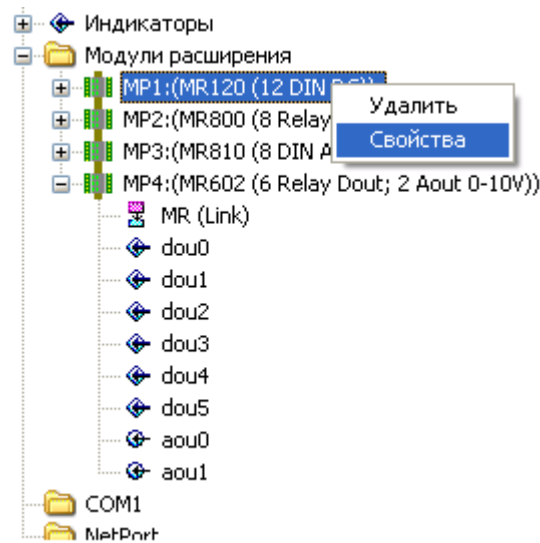 Индикаторы
Модули расширения
MP1:(MR120 (12 DIN DC))
Удалить
MP2:(MR800 (8 Relay
Свойства
MP3:(MR810 (8 DIN A
MP4:(MR602 (6 Relay Dout; 2 Aout 0-10V))
MR (Link)
dou0
dou1
dou2
dou3
dou4
dou5
aou0
aou1
COM1
NetPort